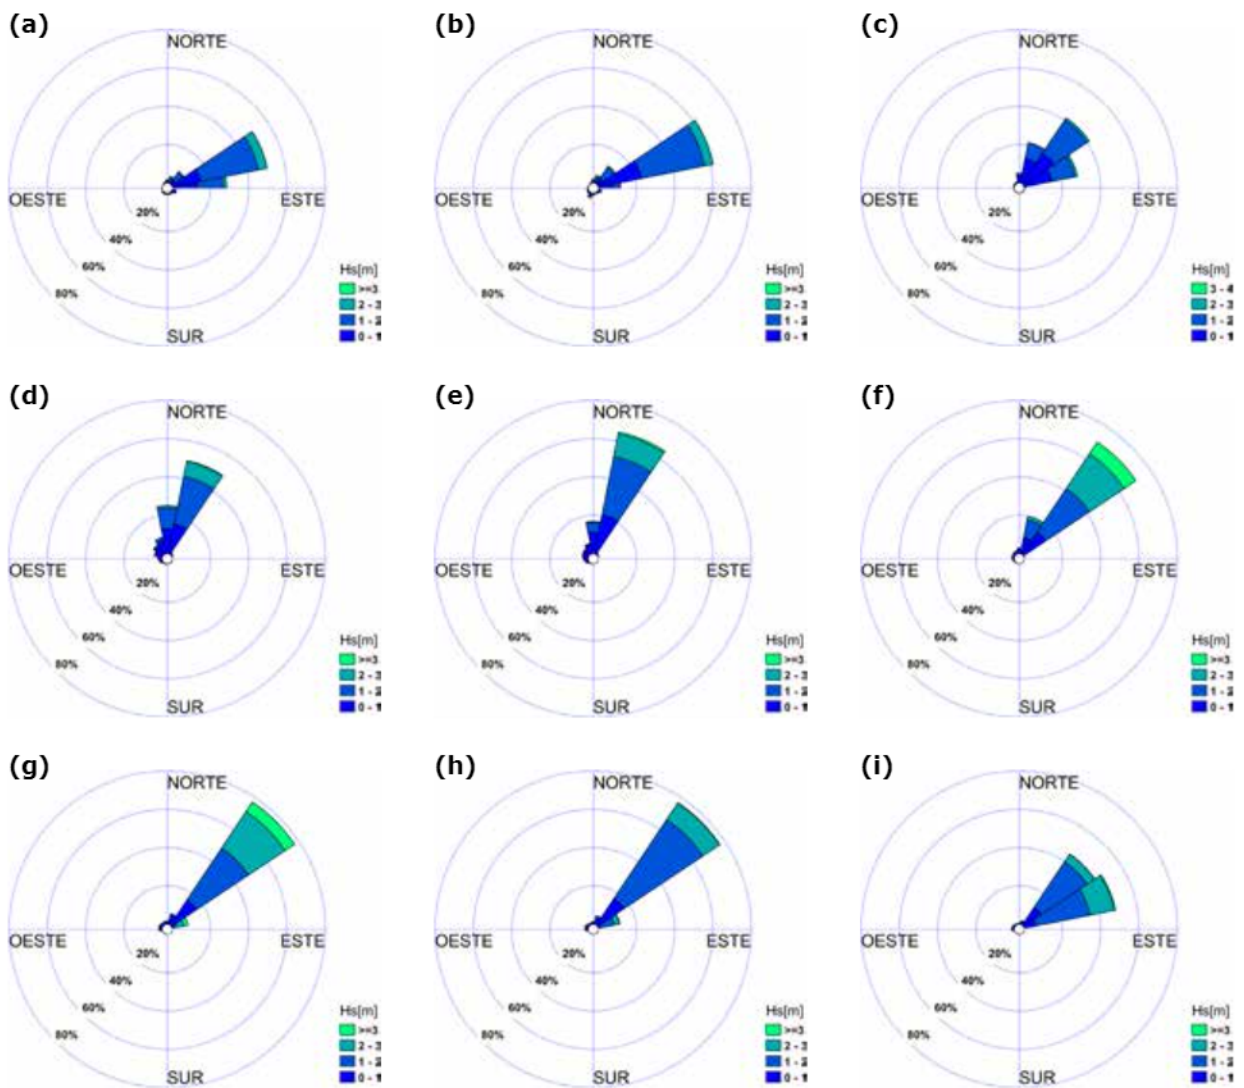 (a)
NORTE
OESTE
ESTE
20%
40%
60%
80%
SUR
Hs[m]
>=3
2 - 3
1 - 2
0 - 1
(b)
NORTE
OESTE
ESTE
20%
40%
60%
80%
SUR
Hs[m]
>=3
2 - 3
1 - 2
0 - 1
(c)
NORTE
OESTE
ESTE
20%
40%
60%
80%
SUR
Hs[m]
3 - 4
2 - 3
1 - 2
0 - 1
(d)
NORTE
OESTE
ESTE
20%
40%
60%
80%
SUR
Hs[m]
>=3
2 - 3
1 - 2
0 - 1
(e)
NORTE
OESTE
ESTE
20%
40%
60%
80%
SUR
Hs[m]
>=3
2 - 3
1 - 2
0 - 1
(f)
NORTE
OESTE
ESTE
20%
40%
60%
80%
SUR
Hs[m]
>=3
2 - 3
1 - 2
0 - 1
(g)
NORTE
OESTE
ESTE
20%
40%
60%
80%
SUR
Hs[m]
>=3
2 - 3
1 - 2
0 - 1
(h)
NORTE
OESTE
ESTE
20%
40%
60%
80%
SUR
Hs[m]
>=3
2 - 3
1 - 2
0 - 1
(i)
NORTE
OESTE
ESTE
20%
40%
60%
80%
SUR
Hs[m]
>=3
2 - 3
1 - 2
0 - 1